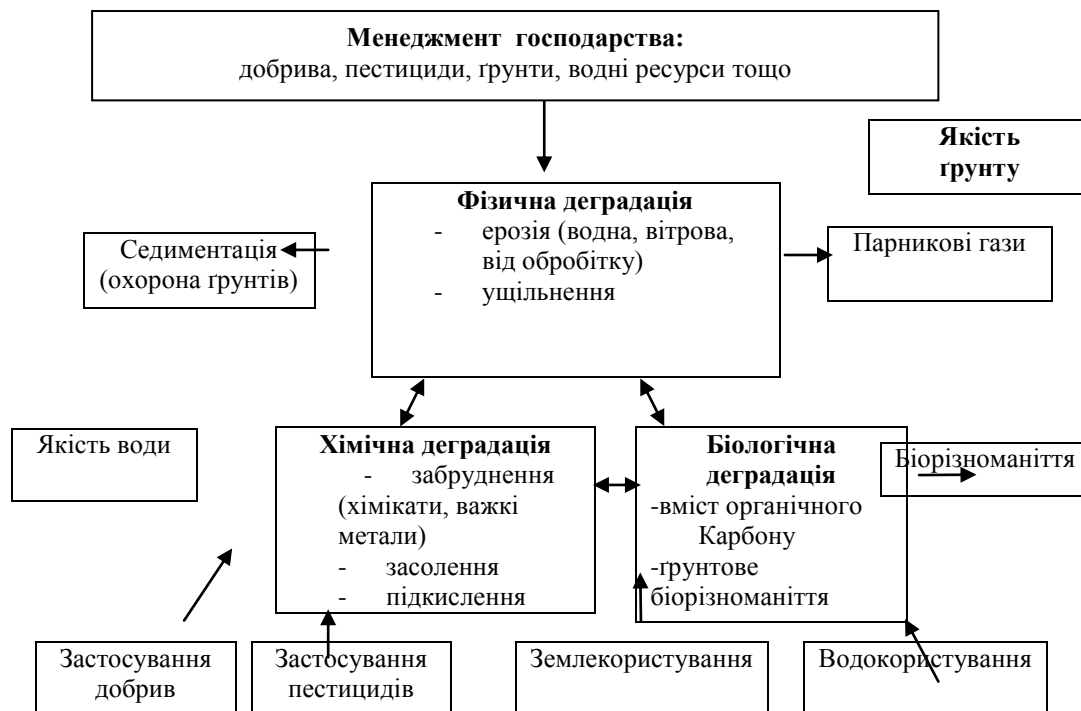 Менеджмент господарства:
добрива, пестициди, ґрунти, водні ресурси тощо
Якість
ґрунту
Фізична деградація
- ерозія (водна, вітрова,
від обробітку)
- ущільнення
Седиментація
(охорона ґрунтів)
Парникові гази
Якість води
Хімічна деградація
- забруднення
(хімікати, важкі
метали)
- засолення
- підкислення
Біологічна
деградація
-вміст органічного
Карбону
-ґрунтове
біорізноманіття
Біорізноманіття
Застосування
добрив
Застосування
пестицидів
Землекористування
Водокористування